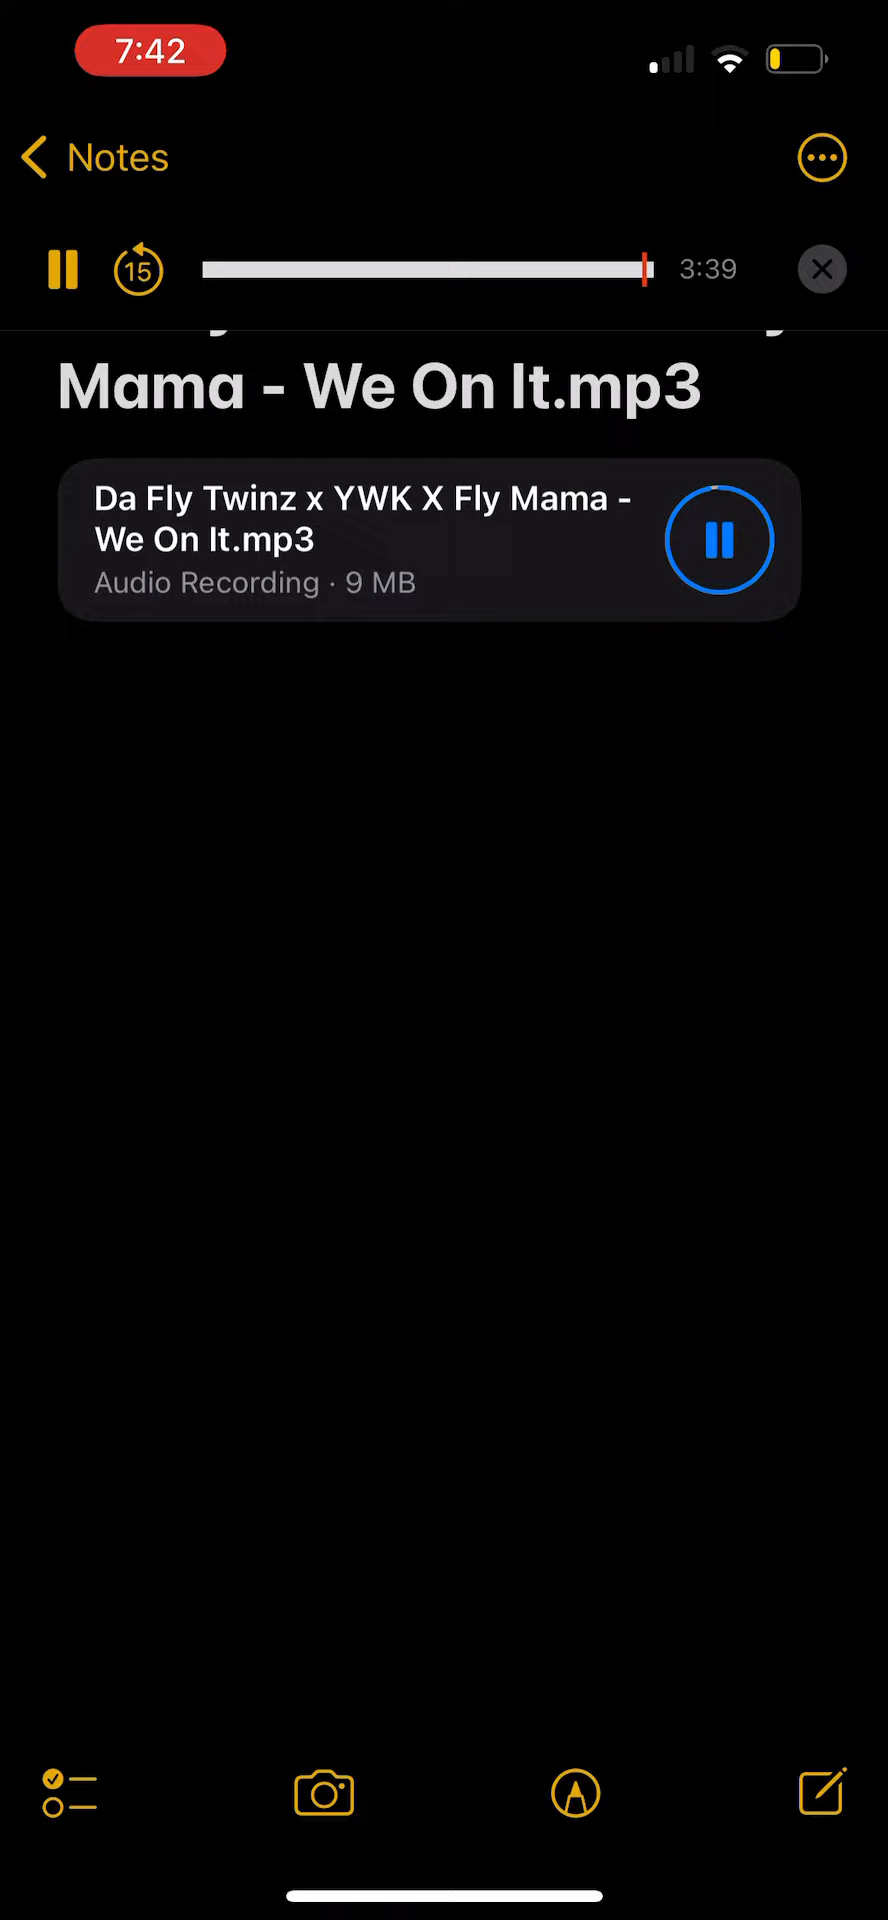 7:42
Notes
15
3:39
Mama - We On It.mp3
Da Fly Twinz x YWK X Fly Mama -
We On It.mp3
Audio Recording · 9 MB